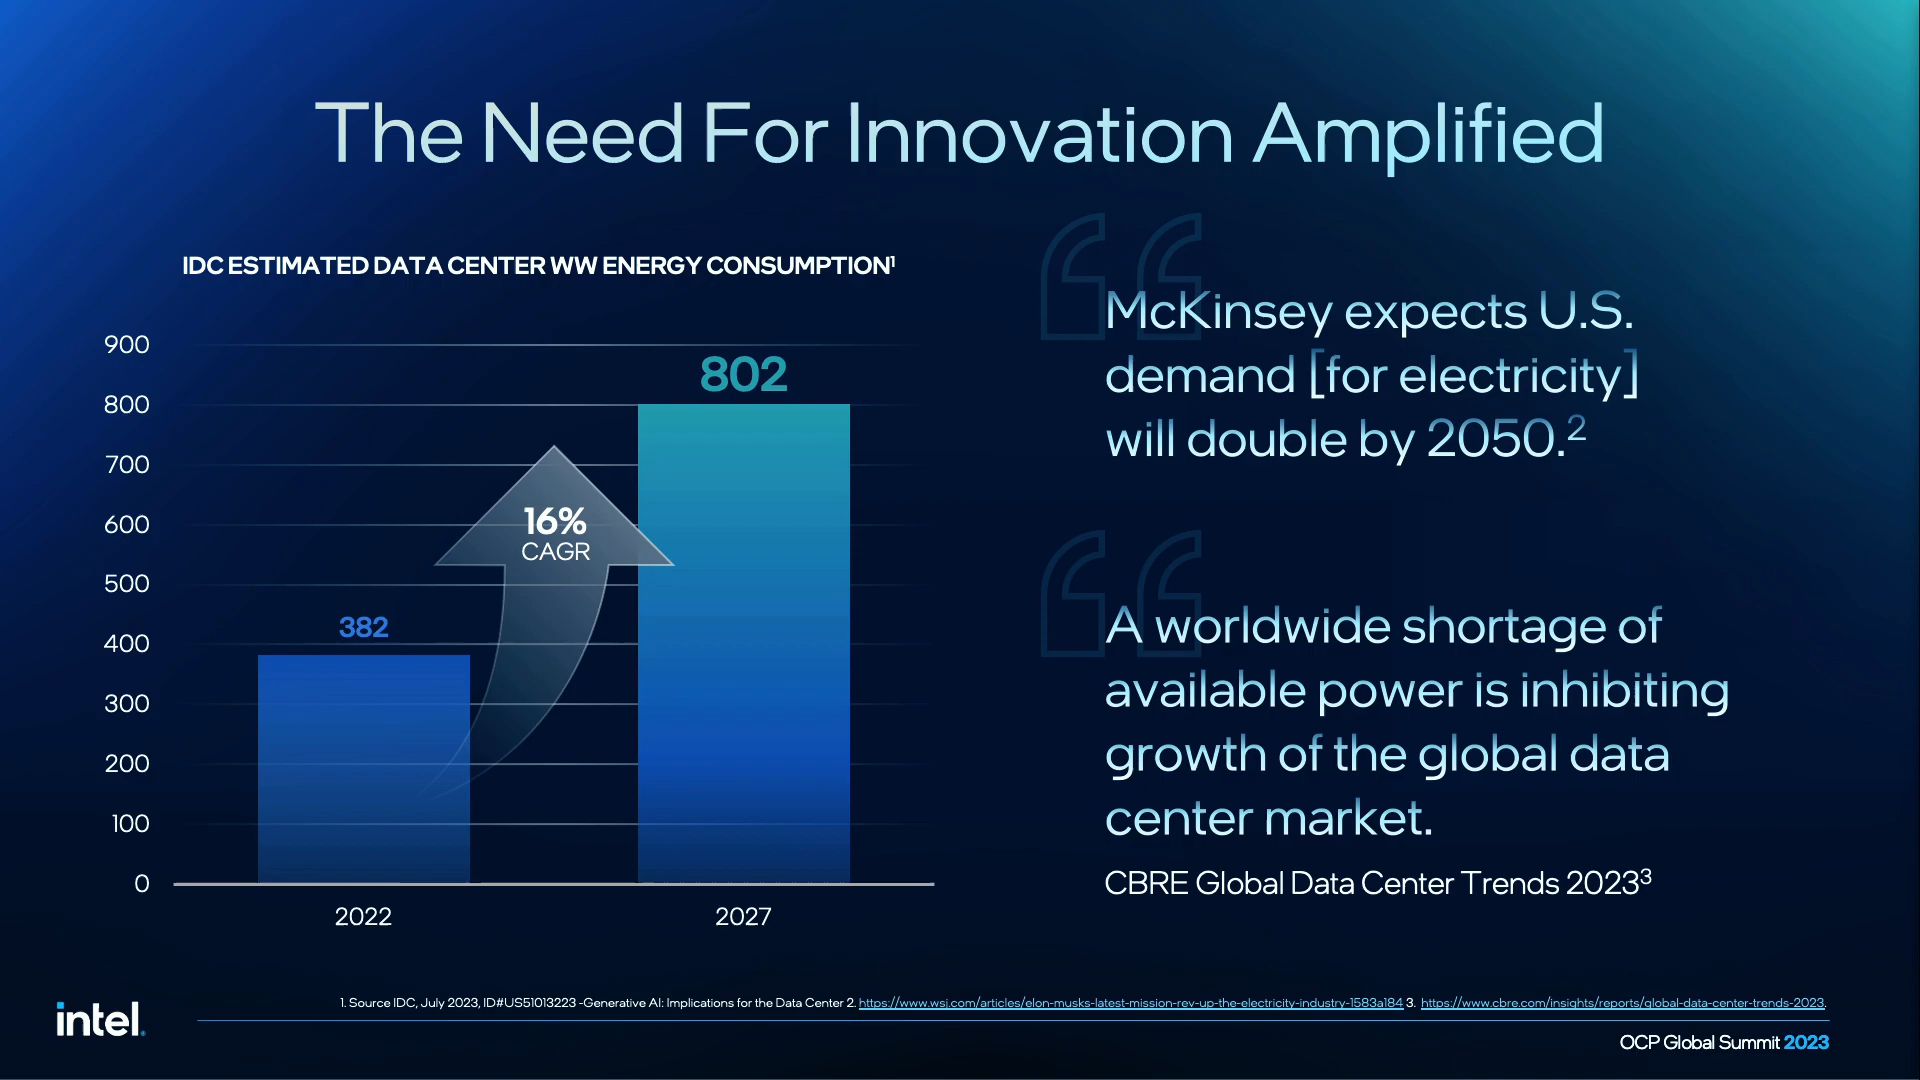 The Need For Innovation Amplified
IDC ESTIMATED DATA CENTER WW ENERGY CONSUMPTION¹
900
800
700
600
500
400
300
200
100
0
802
382
16%
CAGR
2022
2027
McKinsey expects U.S.
demand [for electricity]
will double by 2050.²
A worldwide shortage of
available power is inhibiting
growth of the global data
center market.
CBRE Global Data Center Trends 2023³
1. Source IDC, July 2023, ID#US51013223 -Generative AI: Implications for the Data Center 2. https://www.wsj.com/articles/elon-musks-latest-mission-rev-up-the-electricity-industry-1583a184 3. https://www.cbre.com/insights/reports/global-data-center-trends-2023.
intel.
OCP Global Summit 2023